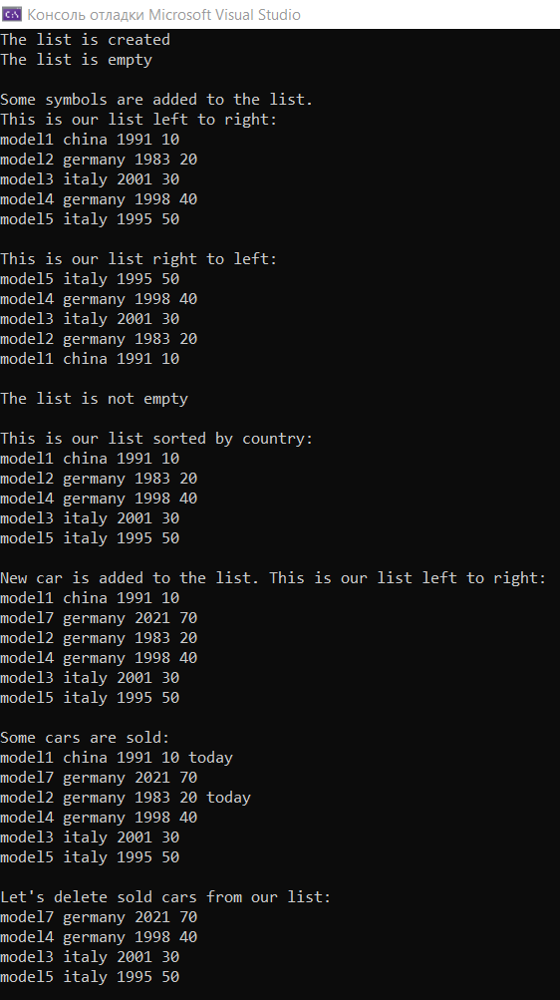 Консоль отладки Microsoft Visual Studio
The list is created
The list is empty
Some symbols are added to the list.
This is our list left to right:
model1 china 1991 10
model2 germany 1983 20
model3 italy 2001 30
model4 germany 1998 40
model5 italy 1995 50
This is our list right to left:
model5 italy 1995 50
model4 germany 1998 40
model3 italy 2001 30
model2 germany 1983 20
model1 china 1991 10
The list is not empty
This is our list sorted by country:
model1 china 1991 10
model2 germany 1983 20
model4 germany 1998 40
model3 italy 2001 30
model5 italy 1995 50
New car is added to the list. This is our list left to right:
model1 china 1991 10
model7 germany 2021 70
model2 germany 1983 20
model4 germany 1998 40
model3 italy 2001 30
model5 italy 1995 50
Some cars are sold:
model1 china 1991 10 today
model7 germany 2021 70
model2 germany 1983 20 today
model4 germany 1998 40
model3 italy 2001 30
model5 italy 1995 50
Let's delete sold cars from our list:
model7 germany 2021 70
model4 germany 1998 40
model3 italy 2001 30
model5 italy 1995 50